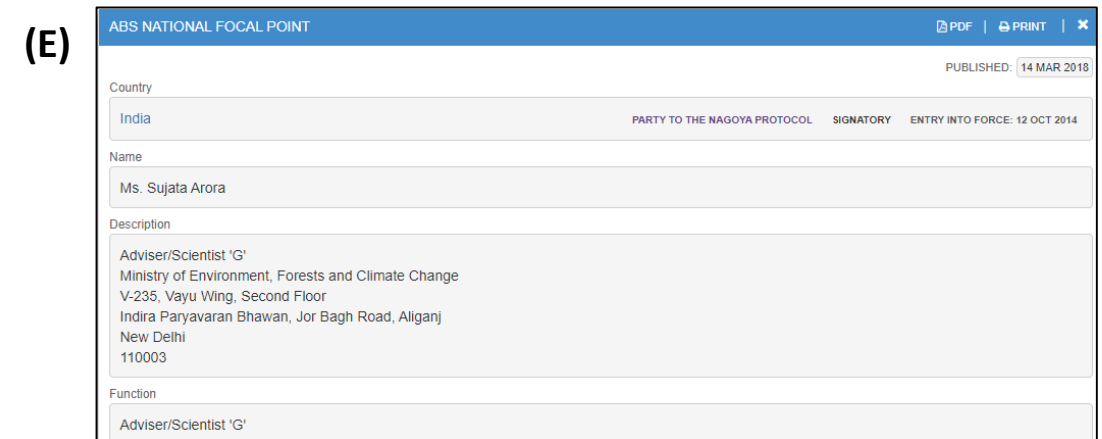 (E)
ABS NATIONAL FOCAL POINT PDF | PRINT | ×
PUBLISHED: 14 MAR 2018
Country
India PARTY TO THE NAGOYA PROTOCOL SIGNATORY ENTRY INTO FORCE: 12 OCT 2014
Name
Ms. Sujata Arora
Description
Adviser/Scientist 'G'
Ministry of Environment, Forests and Climate Change
V-235, Vayu Wing, Second Floor
Indira Paryavaran Bhawan, Jor Bagh Road, Aliganj
New Delhi
110003
Function
Adviser/Scientist 'G'